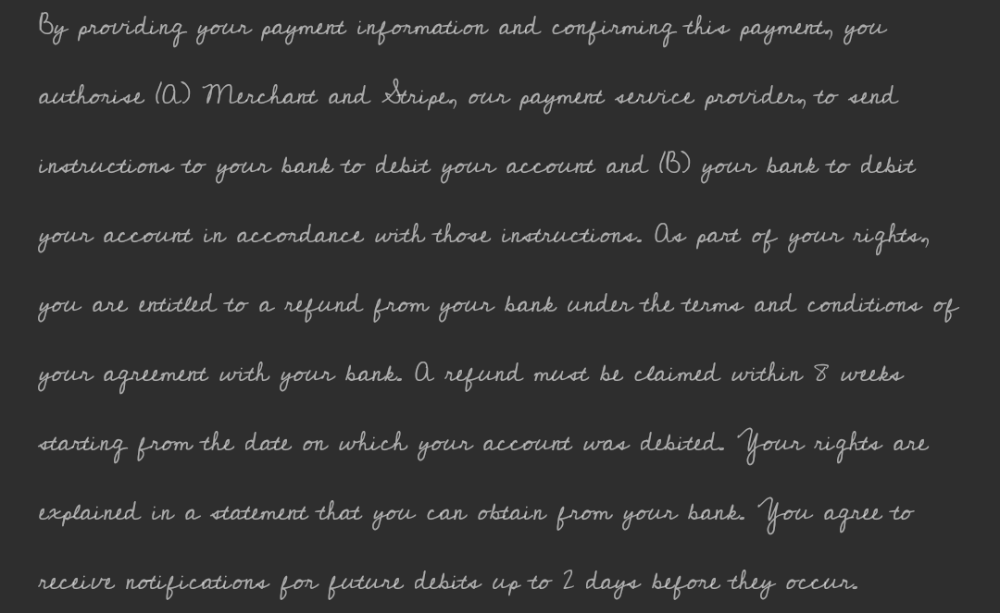 By providing your payment information and confirming this payment, you
authorise (A) Merchant and Stripe, our payment service provider, to send
instructions to your bank to debit your account and (B) your bank to debit
your account in accordance with those instructions. As part of your rights,
you are entitled to a refund from your bank under the terms and conditions of
your agreement with your bank. A refund must be claimed within 8 weeks
starting from the date on which your account was debited. Your rights are
explained in a statement that you can obtain from your bank. You agree to
receive notifications for future debits up to 2 days before they occur.